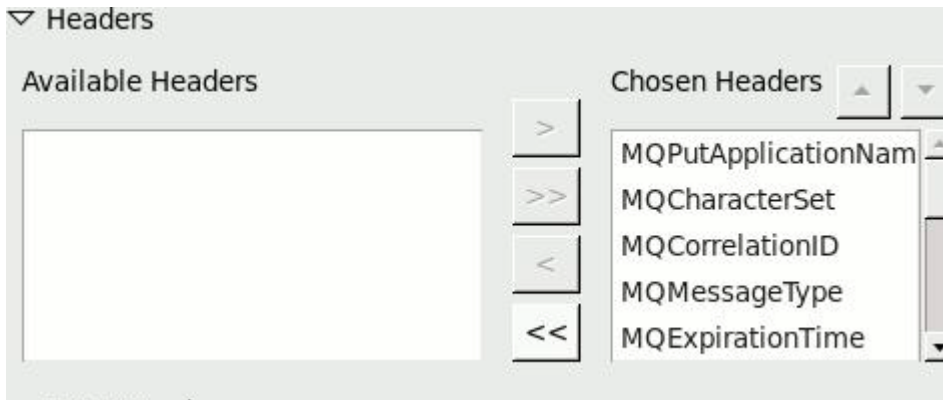 Headers
Available Headers
Chosen Headers
>
>>
<
<<
MQPutApplicationNam
MQCharacterSet
MQCorrelationID
MQMessageType
MQExpirationTime